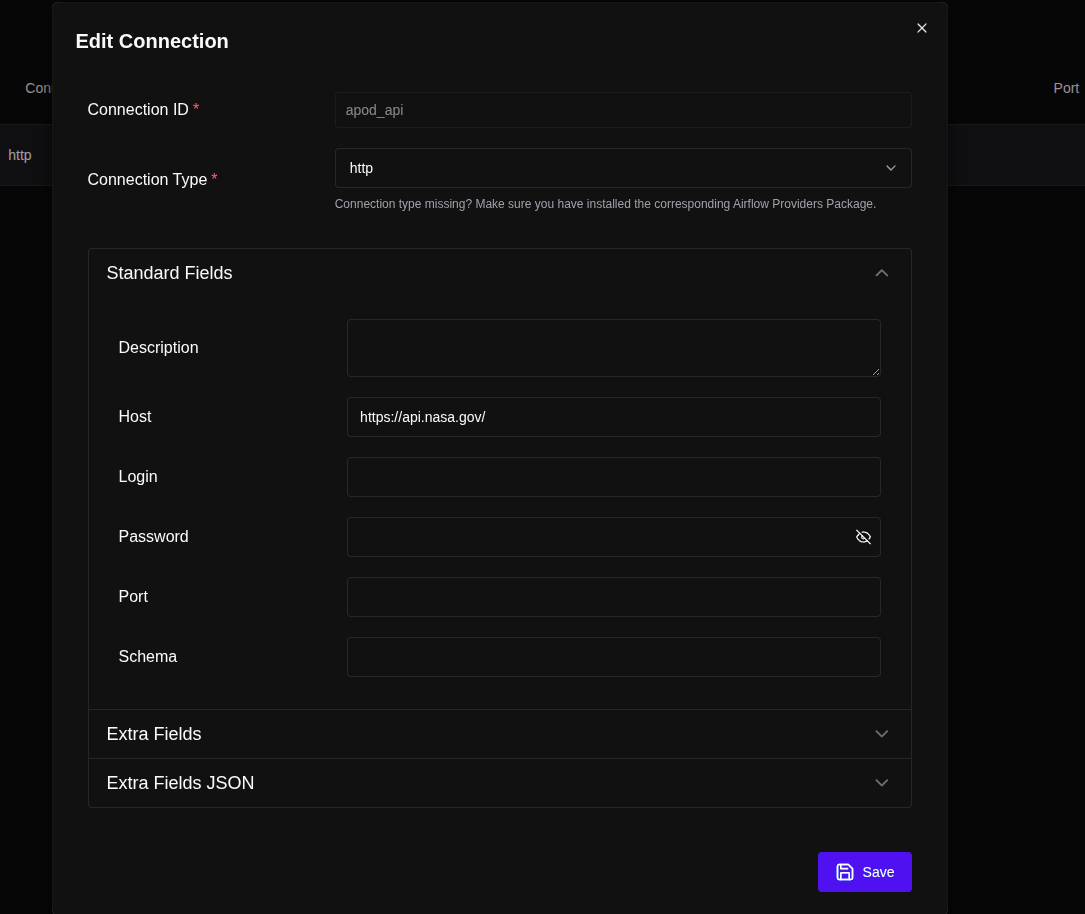 Edit Connection
Con
Port
Connection ID *
apod_api
http
Connection Type *
http
Connection type missing? Make sure you have installed the corresponding Airflow Providers Package.
Standard Fields
Description
Host
https://api.nasa.gov/
Login
Password
Port
Schema
Extra Fields
Extra Fields JSON
Save